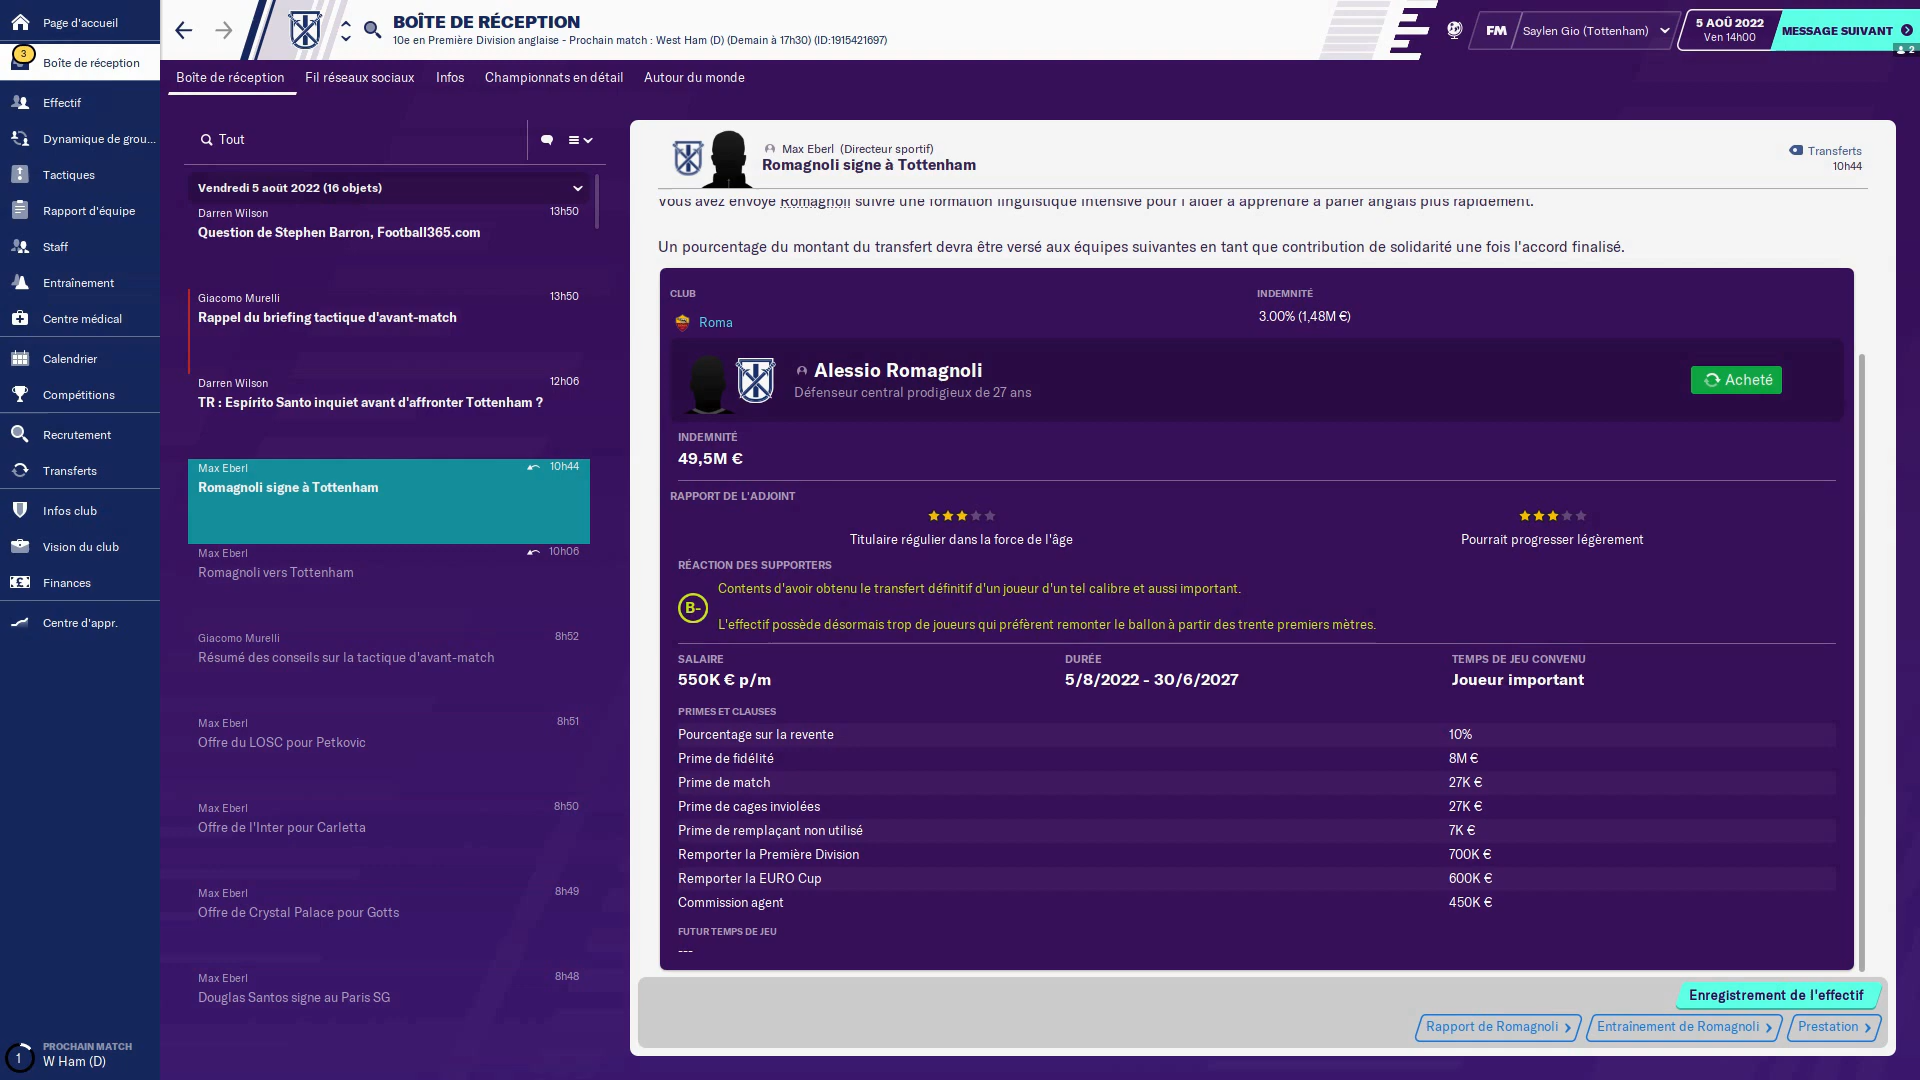 Page d'accueil
3
Boîte de réception
Effectif
Dynamique de grou...
Tactiques
Rapport d'équipe
Staff
Entraînement
Centre médical
Calendrier
Compétitions
Recrutement
Transferts
Infos club
Vision du club
Finances
Centre d'appr.
1
PROCHAIN MATCH
W Ham (D)
BOÎTE DE RÉCEPTION
10e en Première Division anglaise - Prochain match : West Ham (D) (Demain à 17h30) (ID:1915421697)
FM
Saylen Gio (Tottenham)
5 AOÛ 2022
Ven 14h00
MESSAGE SUIVANT
2
Boîte de réception
Fil réseaux sociaux
Infos
Championnats en détail
Autour du monde
Tout
Vendredi 5 août 2022 (16 objets)
Darren Wilson 13h50
Question de Stephen Barron, Football365.com
Giacomo Murelli 13h50
Rappel du briefing tactique d'avant-match
Darren Wilson 12h06
TR : Espírito Santo inquiet avant d'affronter Tottenham ?
Max Eberl 10h44
Romagnoli signe à Tottenham
Max Eberl 10h06
Romagnoli vers Tottenham
Giacomo Murelli 8h52
Résumé des conseils sur la tactique d'avant-match
Max Eberl 8h51
Offre du LOSC pour Petkovic
Max Eberl 8h50
Offre de l'Inter pour Carletta
Max Eberl 8h49
Offre de Crystal Palace pour Gotts
Max Eberl 8h48
Douglas Santos signe au Paris SG
Max Eberl (Directeur sportif)
Romagnoli signe à Tottenham
Transferts
10h44
Vous avez envoyé Romagnoli suivre une formation linguistique intensive pour l'aider à apprendre à parler anglais plus rapidement.
Un pourcentage du montant du transfert devra être versé aux équipes suivantes en tant que contribution de solidarité une fois l'accord finalisé.
CLUB INDEMNITÉ
Roma 3.00% (1,48M €)
Alessio Romagnoli
Défenseur central prodigieux de 27 ans
Acheté
INDEMNITÉ
49,5M €
RAPPORT DE L'ADJOINT
Titulaire régulier dans la force de l'âge
Pourrait progresser légèrement
RÉACTION DES SUPPORTERS
B-
Contents d'avoir obtenu le transfert définitif d'un joueur d'un tel calibre et aussi important.
L'effectif possède désormais trop de joueurs qui préfèrent remonter le ballon à partir des trente premiers mètres.
SALAIRE DURÉE TEMPS DE JEU CONVENU
550K € p/m 5/8/2022 - 30/6/2027 Joueur important
PRIMES ET CLAUSES
Pourcentage sur la revente 10%
Prime de fidélité 8M €
Prime de match 27K €
Prime de cages inviolées 27K €
Prime de remplaçant non utilisé 7K €
Remporter la Première Division 700K €
Remporter la EURO Cup 600K €
Commission agent 450K €
FUTUR TEMPS DE JEU
---
Enregistrement de l'effectif
Rapport de Romagnoli
Entraînement de Romagnoli
Prestation